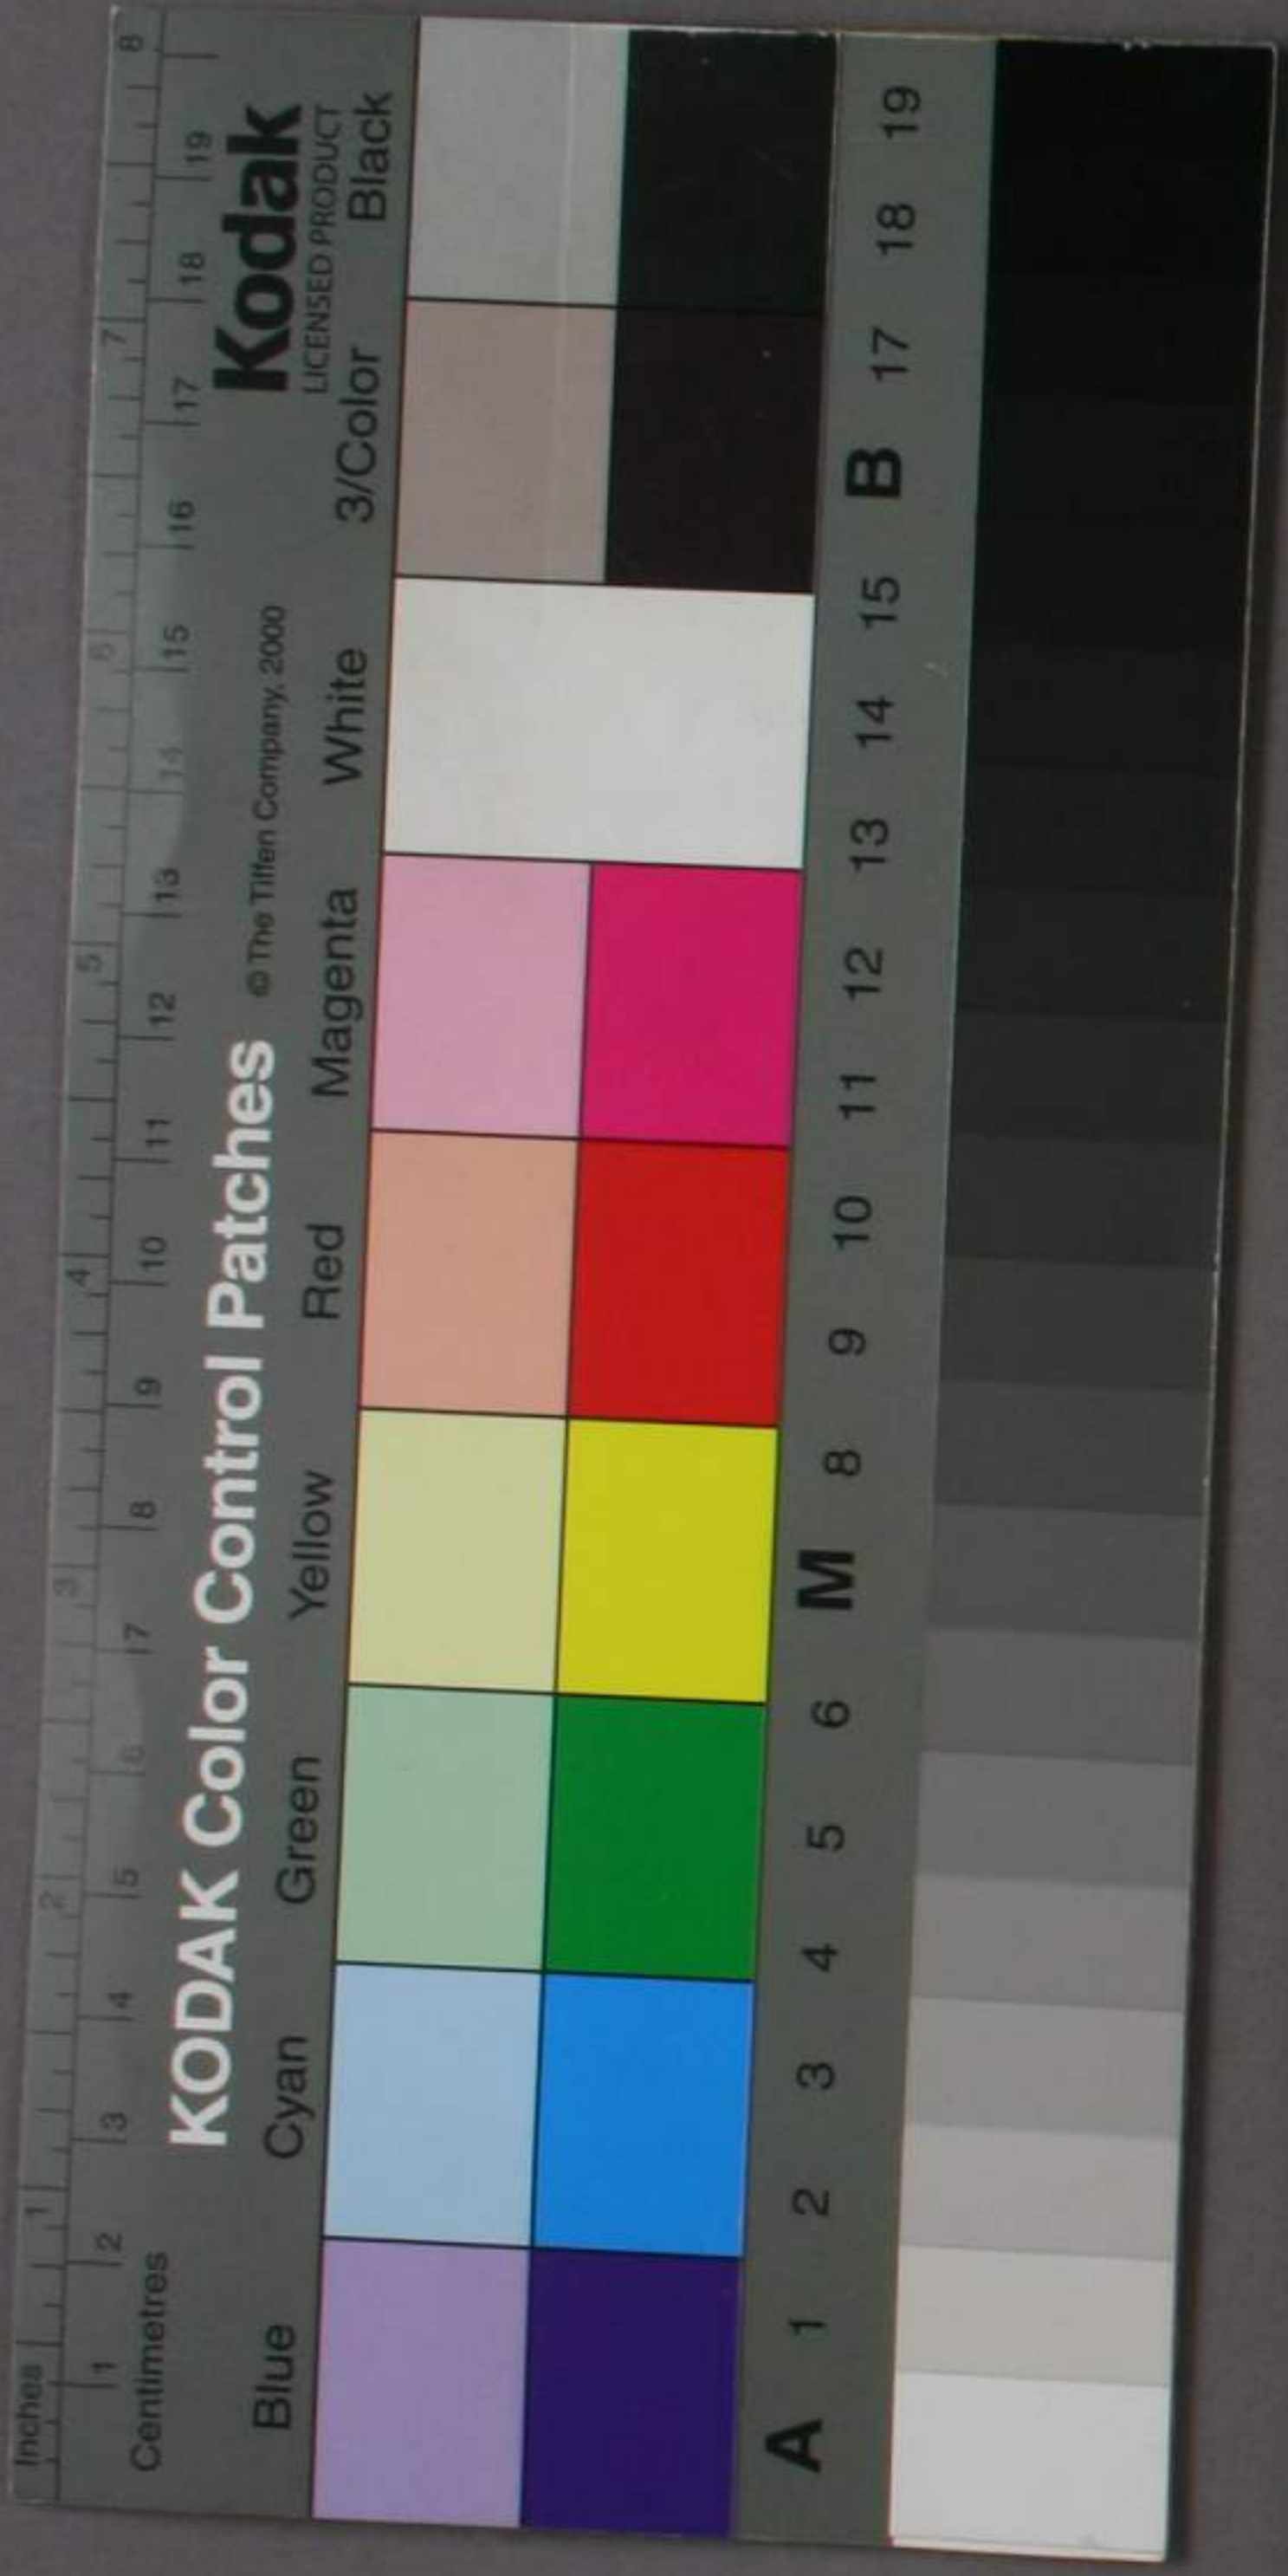 Inches 1 2 3 4 5 6 7 8
Centimetres 1 2 3 4 5 6 7 8 9 10 11 12 13 14 15 16 17 18 19
KODAK Color Control Patches © The Tiffen Company, 2000 Kodak
LICENSED PRODUCT
Blue Cyan Green Yellow Red Magenta White 3/Color Black
A 1 2 3 4 5 6 M 8 9 10 11 12 13 14 15 B 17 18 19